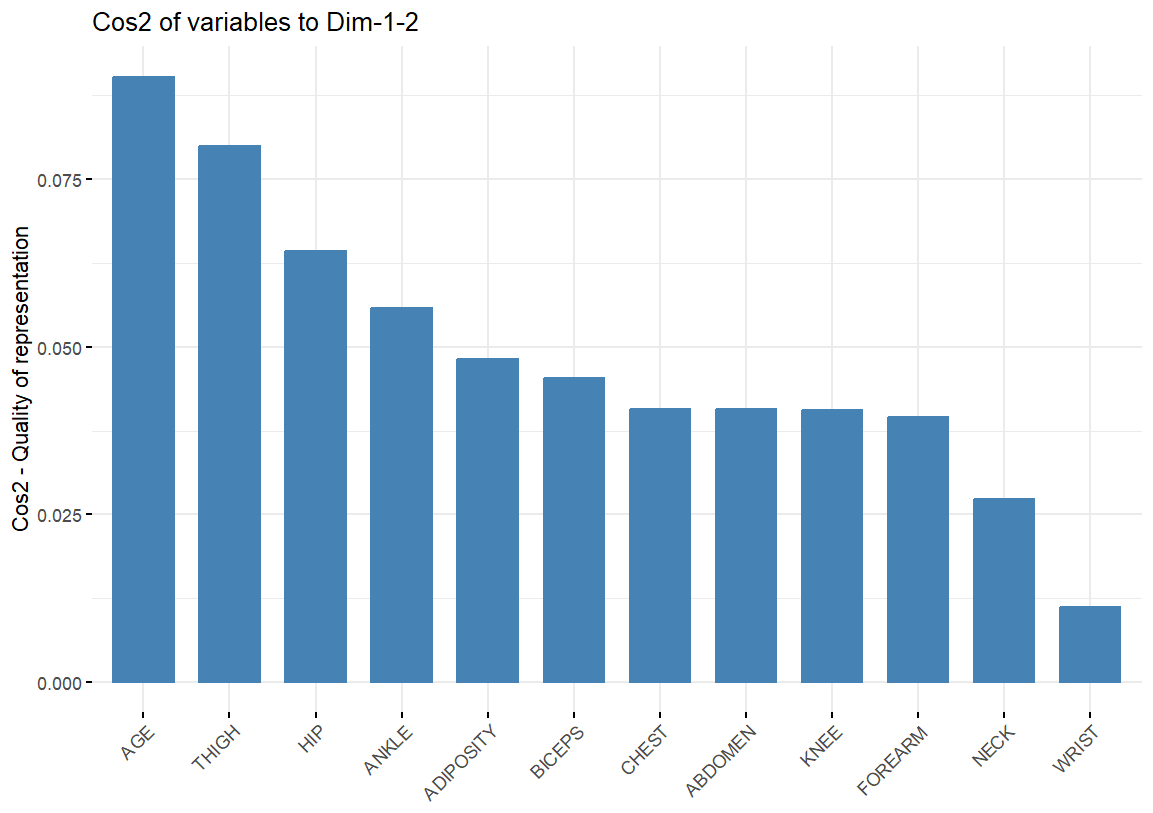 Cos2 of variables to Dim-1-2
Cos2 - Quality of representation
0.075
0.050
0.025
0.000
AGE
THIGH
HIP
ANKLE
ADIPOSITY
BICEPS
CHEST
ABDOMEN
KNEE
FOREARM
NECK
WRIST